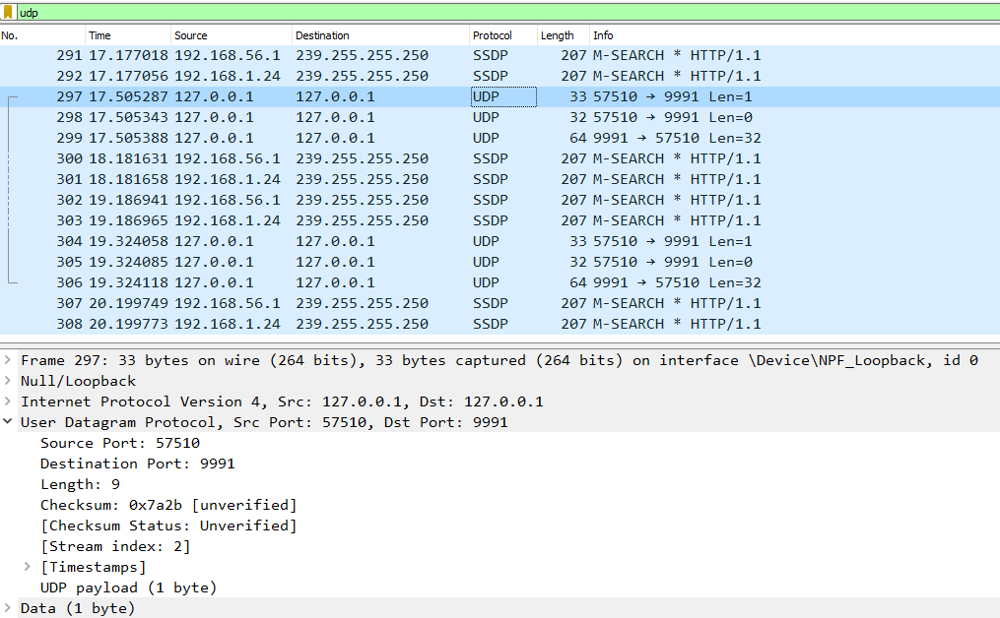 udp
No. Time Source Destination Protocol Length Info
291 17.177018 192.168.56.1 239.255.255.250 SSDP 207 M-SEARCH * HTTP/1.1
292 17.177056 192.168.1.24 239.255.255.250 SSDP 207 M-SEARCH * HTTP/1.1
297 17.505287 127.0.0.1 127.0.0.1 UDP 33 57510 → 9991 Len=1
298 17.505343 127.0.0.1 127.0.0.1 UDP 32 57510 → 9991 Len=0
299 17.505388 127.0.0.1 127.0.0.1 UDP 64 9991 → 57510 Len=32
300 18.181631 192.168.56.1 239.255.255.250 SSDP 207 M-SEARCH * HTTP/1.1
301 18.181658 192.168.1.24 239.255.255.250 SSDP 207 M-SEARCH * HTTP/1.1
302 19.186941 192.168.56.1 239.255.255.250 SSDP 207 M-SEARCH * HTTP/1.1
303 19.186965 192.168.1.24 239.255.255.250 SSDP 207 M-SEARCH * HTTP/1.1
304 19.324058 127.0.0.1 127.0.0.1 UDP 33 57510 → 9991 Len=1
305 19.324085 127.0.0.1 127.0.0.1 UDP 32 57510 → 9991 Len=0
306 19.324118 127.0.0.1 127.0.0.1 UDP 64 9991 → 57510 Len=32
307 20.199749 192.168.56.1 239.255.255.250 SSDP 207 M-SEARCH * HTTP/1.1
308 20.199773 192.168.1.24 239.255.255.250 SSDP 207 M-SEARCH * HTTP/1.1
Frame 297: 33 bytes on wire (264 bits), 33 bytes captured (264 bits) on interface \Device\NPF_Loopback, id 0
Null/Loopback
Internet Protocol Version 4, Src: 127.0.0.1, Dst: 127.0.0.1
User Datagram Protocol, Src Port: 57510, Dst Port: 9991
Source Port: 57510
Destination Port: 9991
Length: 9
Checksum: 0x7a2b [unverified]
[Checksum Status: Unverified]
[Stream index: 2]
[Timestamps]
UDP payload (1 byte)
Data (1 byte)